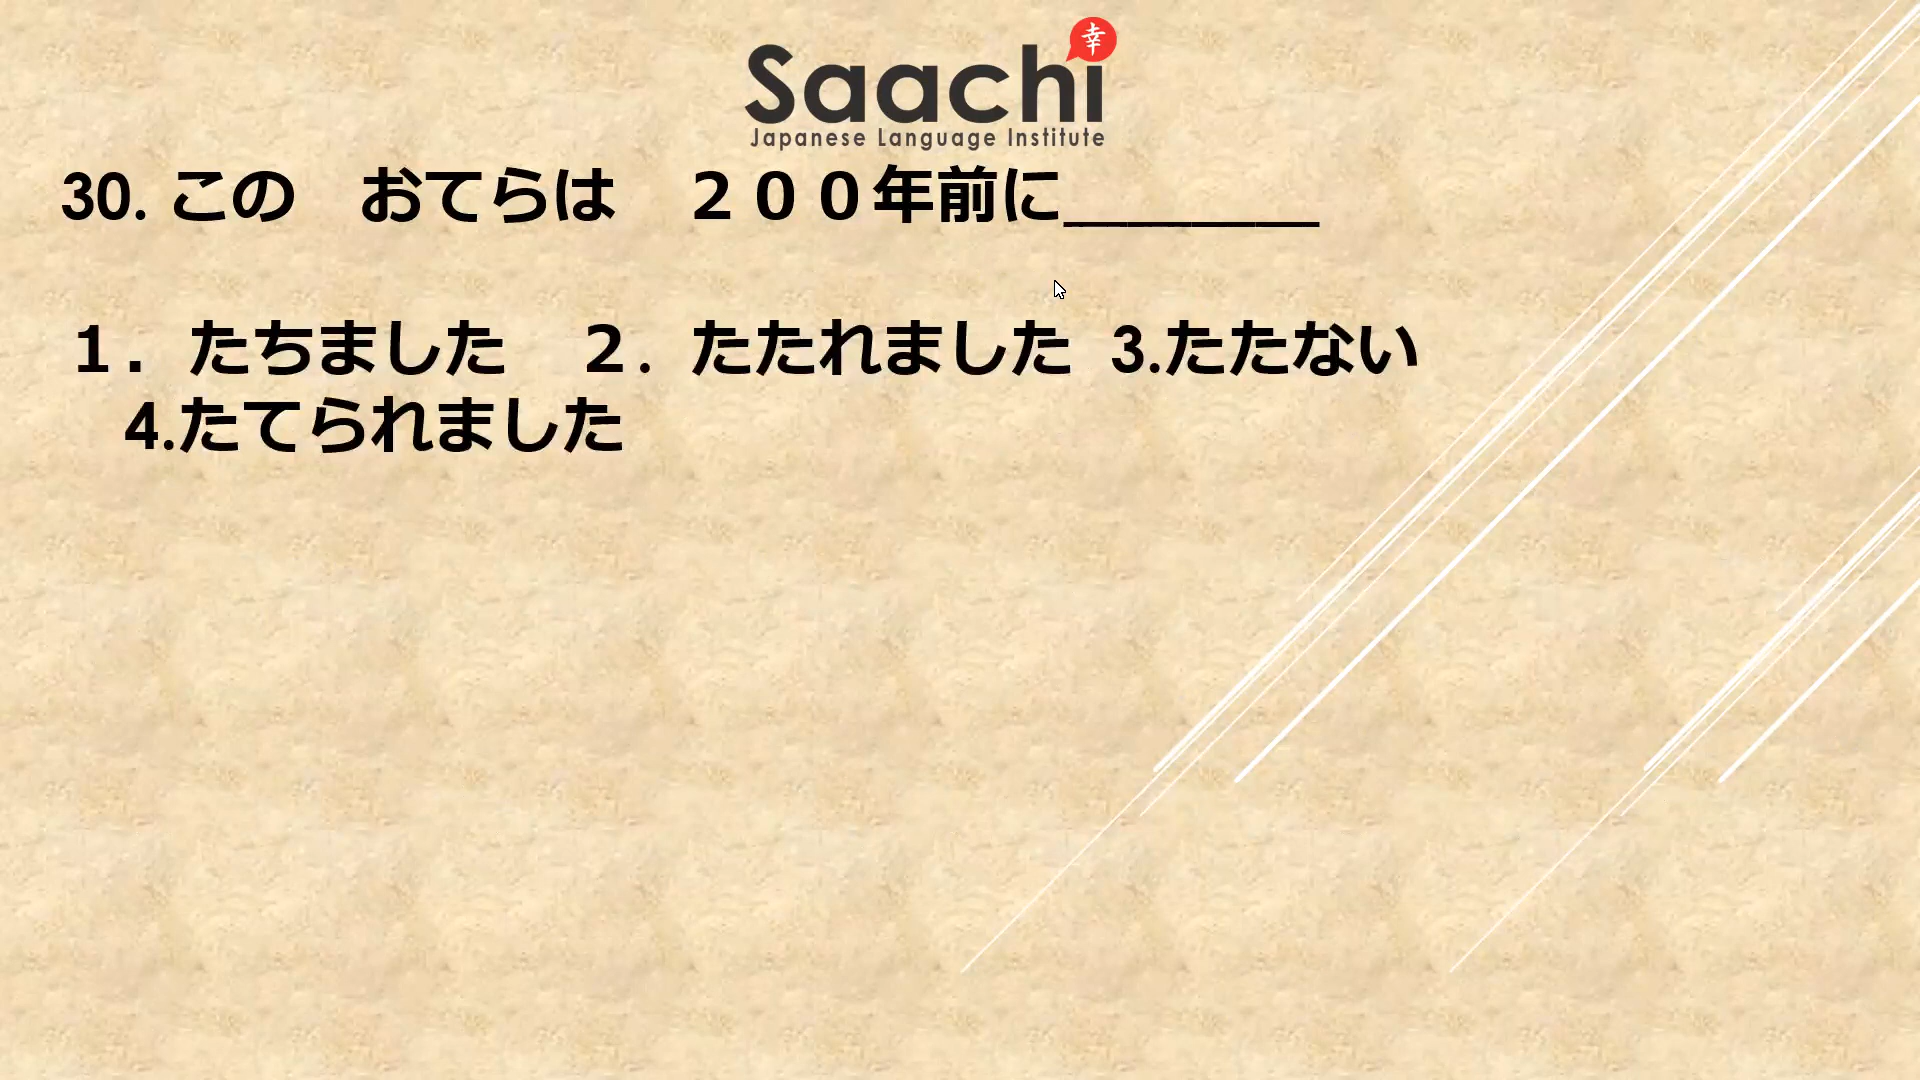 幸
Saachi
Japanese Language Institute
30. この　おてらは　２００年前に________
１．たちました　２．たたれました 3.たたない
4.たてられました